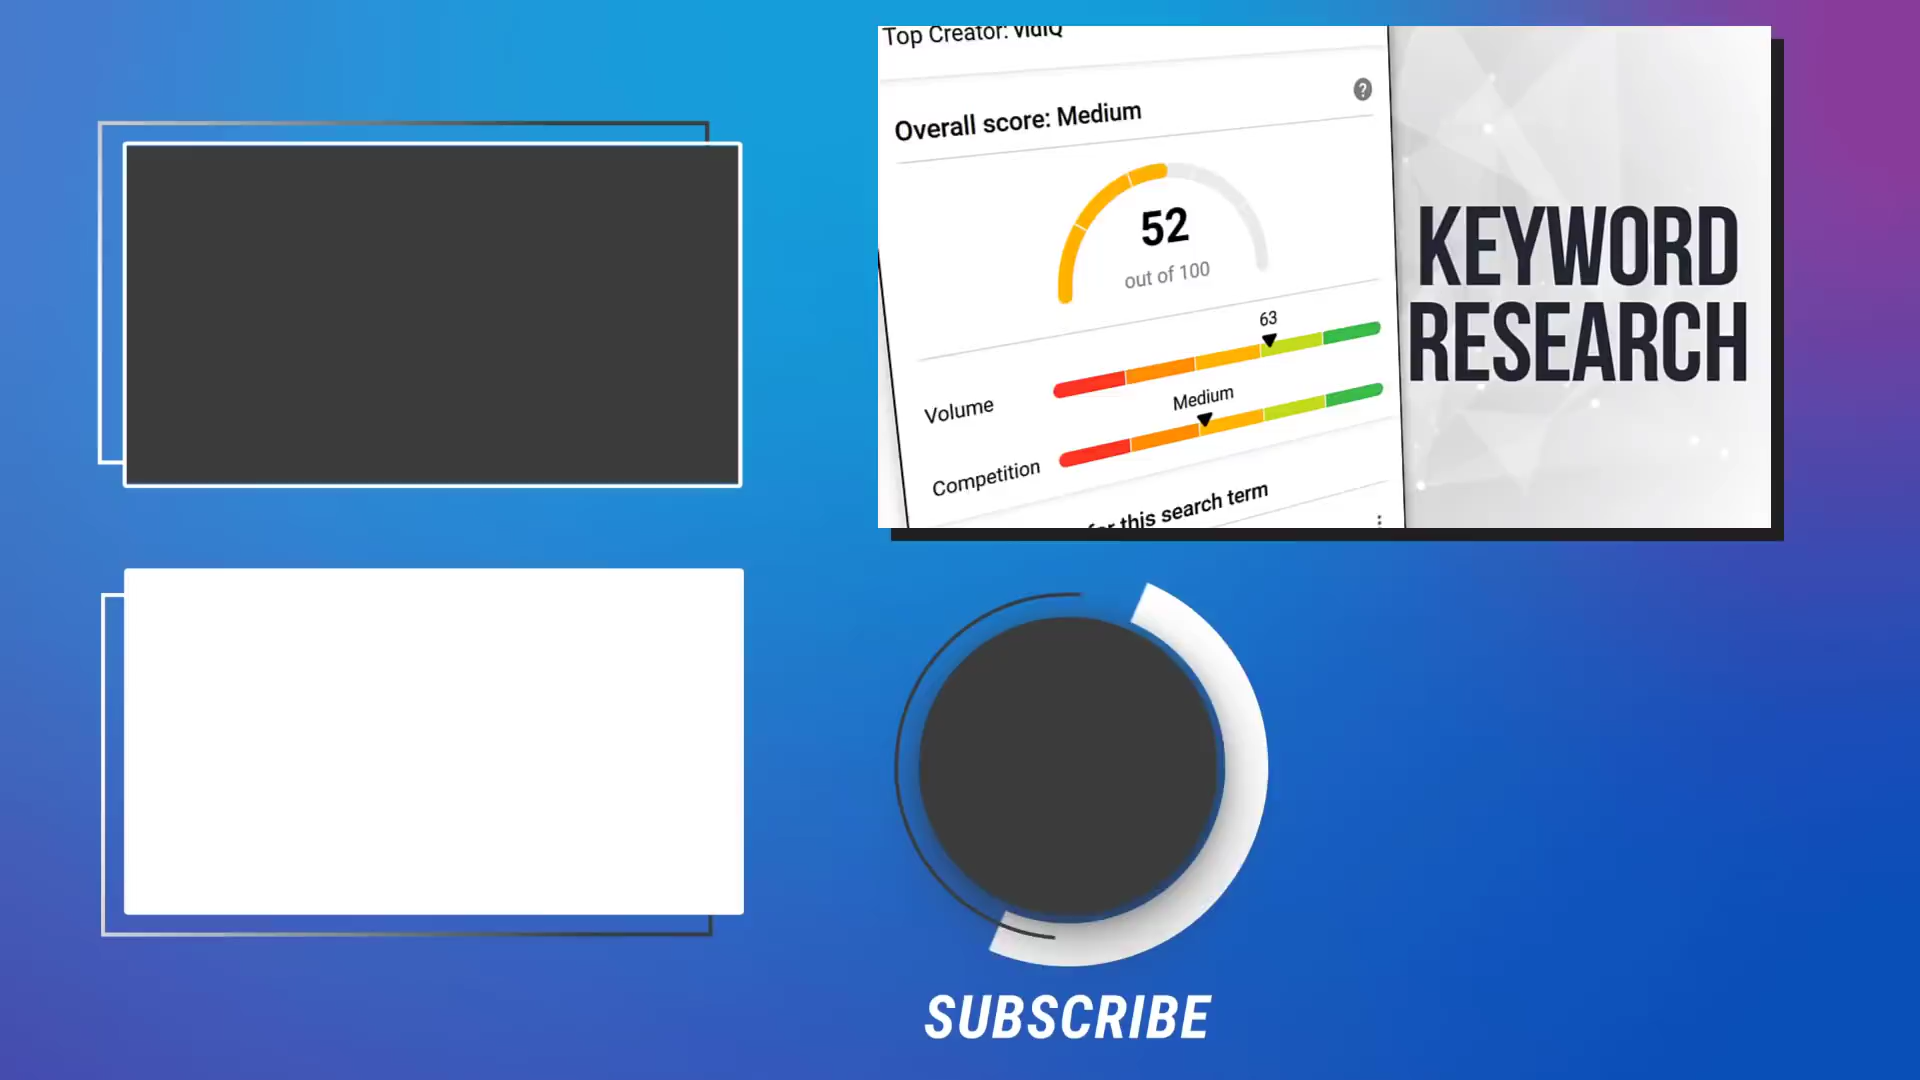 Top Creator: vidIQ
Overall score: Medium
?
52
out of 100
63
Volume
Medium
Competition
for this search term
KEYWORD
RESEARCH
SUBSCRIBE